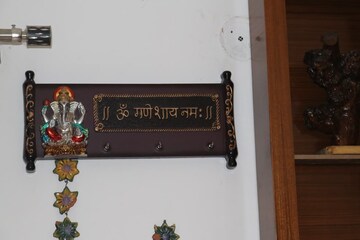 ॥ ॐ गणेशाय नमः ॥